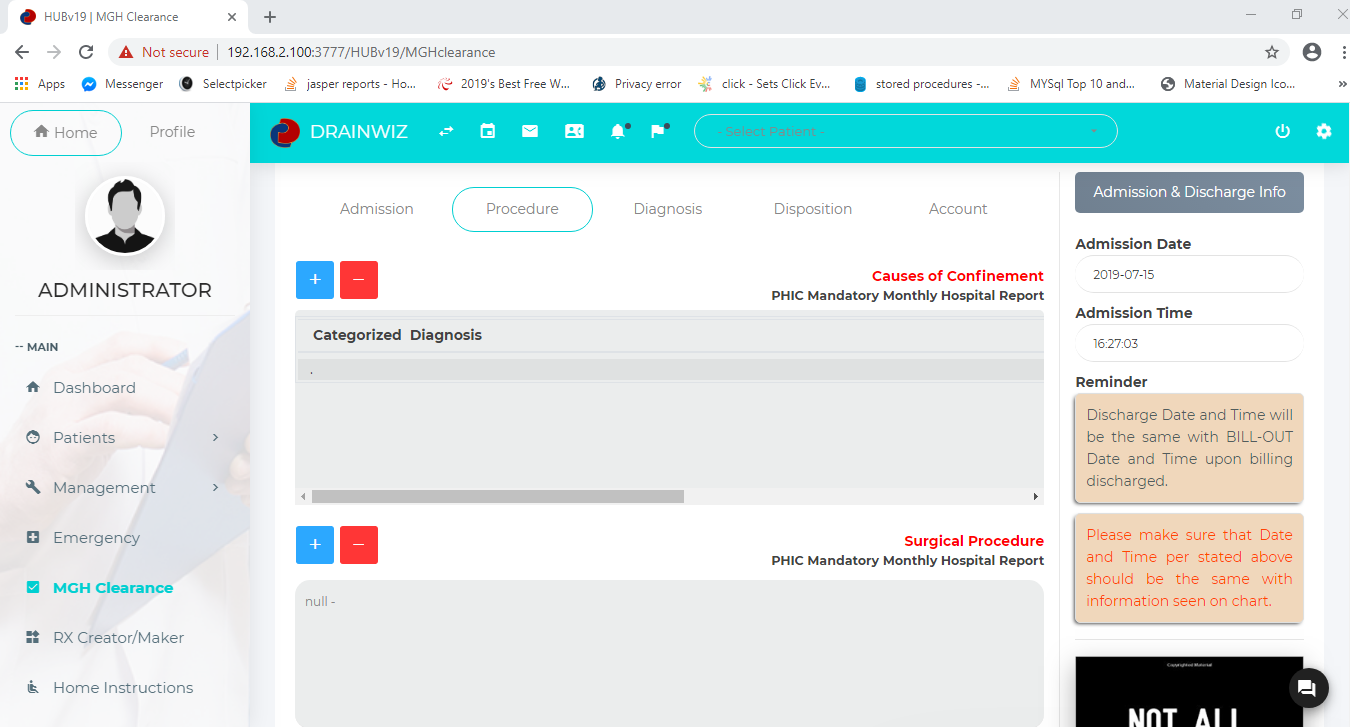 HUBv19 | MGH Clearance
Not secure | 192.168.2.100:3777/HUBv19/MGHclearance
Apps Messenger Selectpicker jasper reports - Ho... 2019's Best Free W... Privacy error click - Sets Click Ev... stored procedures -... MYSql Top 10 and... Material Design Ico... »
Home Profile
DRAINWIZ
- Select Patient -
ADMINISTRATOR
-- MAIN
Dashboard
Patients
Management
Emergency
MGH Clearance
RX Creator/Maker
Home Instructions
Admission Procedure Diagnosis Disposition Account
+ −
Causes of Confinement
PHIC Mandatory Monthly Hospital Report
Categorized Diagnosis
.
+ −
Surgical Procedure
PHIC Mandatory Monthly Hospital Report
null -
Admission & Discharge Info
Admission Date
2019-07-15
Admission Time
16:27:03
Reminder
Discharge Date and Time will
be the same with BILL-OUT
Date and Time upon billing
discharged.
Please make sure that Date
and Time per stated above
should be the same with
information seen on chart.
Copyrighted Material
NOT ALL